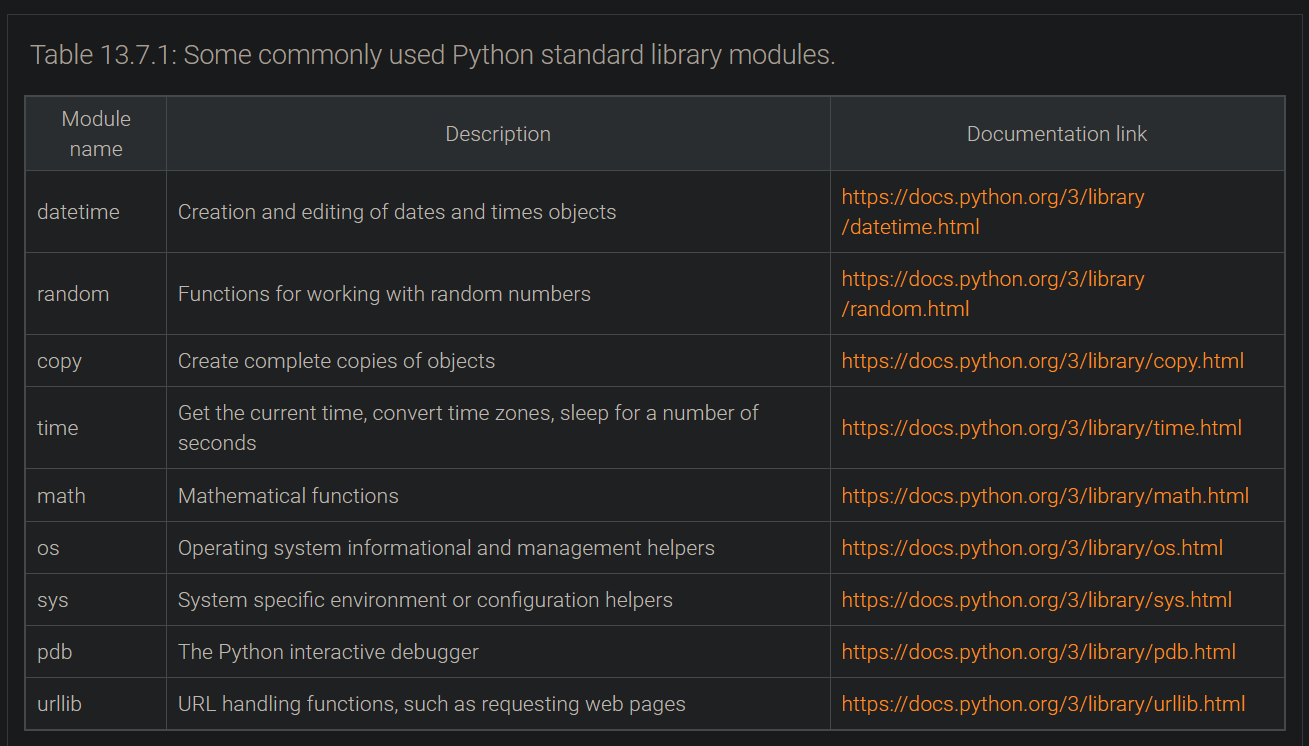 Table 13.7.1: Some commonly used Python standard library modules.
Module
name
Description
Documentation link
datetime
Creation and editing of dates and times objects
https://docs.python.org/3/library
/datetime.html
random
Functions for working with random numbers
https://docs.python.org/3/library
/random.html
copy
Create complete copies of objects
https://docs.python.org/3/library/copy.html
time
Get the current time, convert time zones, sleep for a number of
seconds
https://docs.python.org/3/library/time.html
math
Mathematical functions
https://docs.python.org/3/library/math.html
os
Operating system informational and management helpers
https://docs.python.org/3/library/os.html
sys
System specific environment or configuration helpers
https://docs.python.org/3/library/sys.html
pdb
The Python interactive debugger
https://docs.python.org/3/library/pdb.html
urllib
URL handling functions, such as requesting web pages
https://docs.python.org/3/library/urllib.html